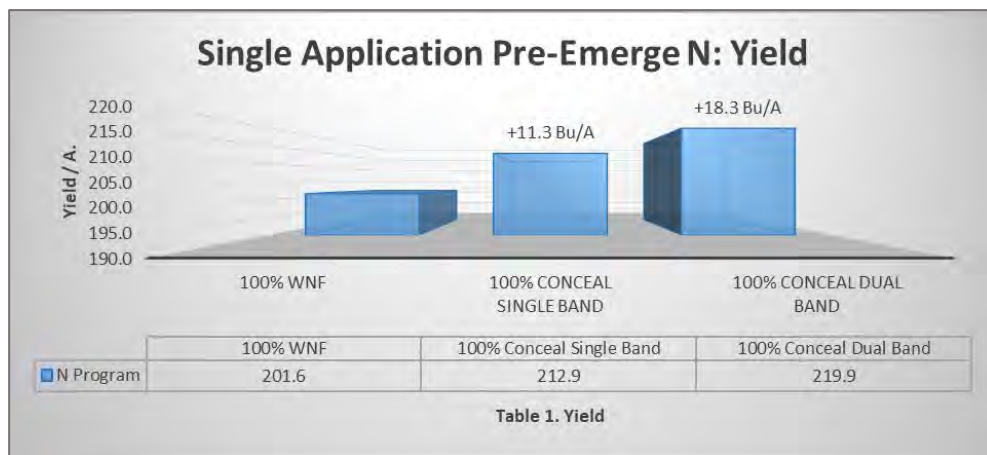 Single Application Pre-Emerge N: Yield
+18.3 Bu/A
+11.3 Bu/A
220.0
215.0
210.0
205.0
200.0
195.0
190.0
Yield / A.
100% WNF
100% CONCEAL
SINGLE BAND
100% CONCEAL DUAL
BAND
100% WNF 100% Conceal Single Band 100% Conceal Dual Band
N Program 201.6 212.9 219.9
Table 1. Yield